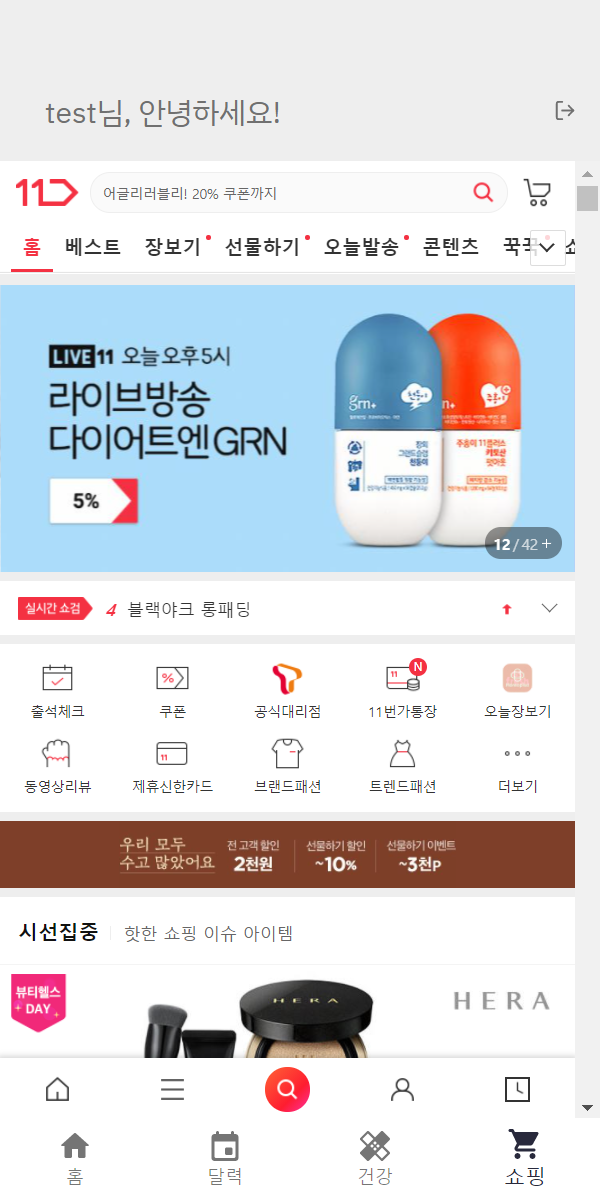 test님, 안녕하세요!
11
어글리러블리! 20% 쿠폰까지
홈 베스트 장보기 선물하기 오늘발송 콘텐츠 꾹꾹
LIVE11 오늘 오후 5시
라이브방송
다이어트엔 GRN
5%
grn+
12 / 42 +
실시간 쇼검 4 블랙야크 롱패딩
% 11 N
출석체크 쿠폰 공식대리점 11번가통장 오늘장보기
11
동영상리뷰 제휴신한카드 브랜드패션 트렌드패션 더보기
우리 모두 전 고객 할인 선물하기 할인 선물하기 이벤트
수고 많았어요 2천원 ~10% ~3천P
시선집중 핫한 쇼핑 이슈 아이템
뷰티헬스
DAY
HERA
HERA
홈 달력 건강 쇼핑